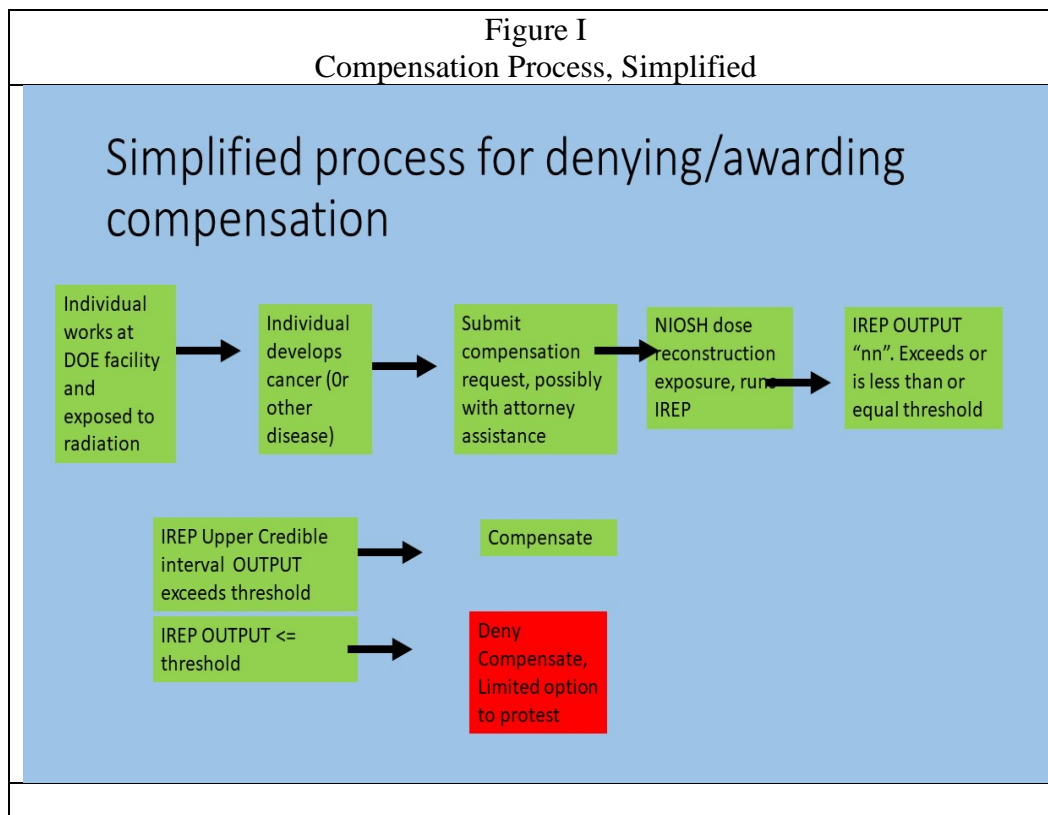 Figure I
Compensation Process, Simplified
Simplified process for denying/awarding
compensation
Individual
works at
DOE facility
and
exposed to
radiation
Individual
develops
cancer (0r
other
disease)
Submit
compensation
request, possibly
with attorney
assistance
NIOSH dose
reconstruction
exposure, runs
IREP
IREP OUTPUT
“nn”. Exceeds or
is less than or
equal threshold
IREP Upper Credible
interval OUTPUT
exceeds threshold
Compensate
IREP OUTPUT <=
threshold
Deny
Compensate,
Limited option
to protest